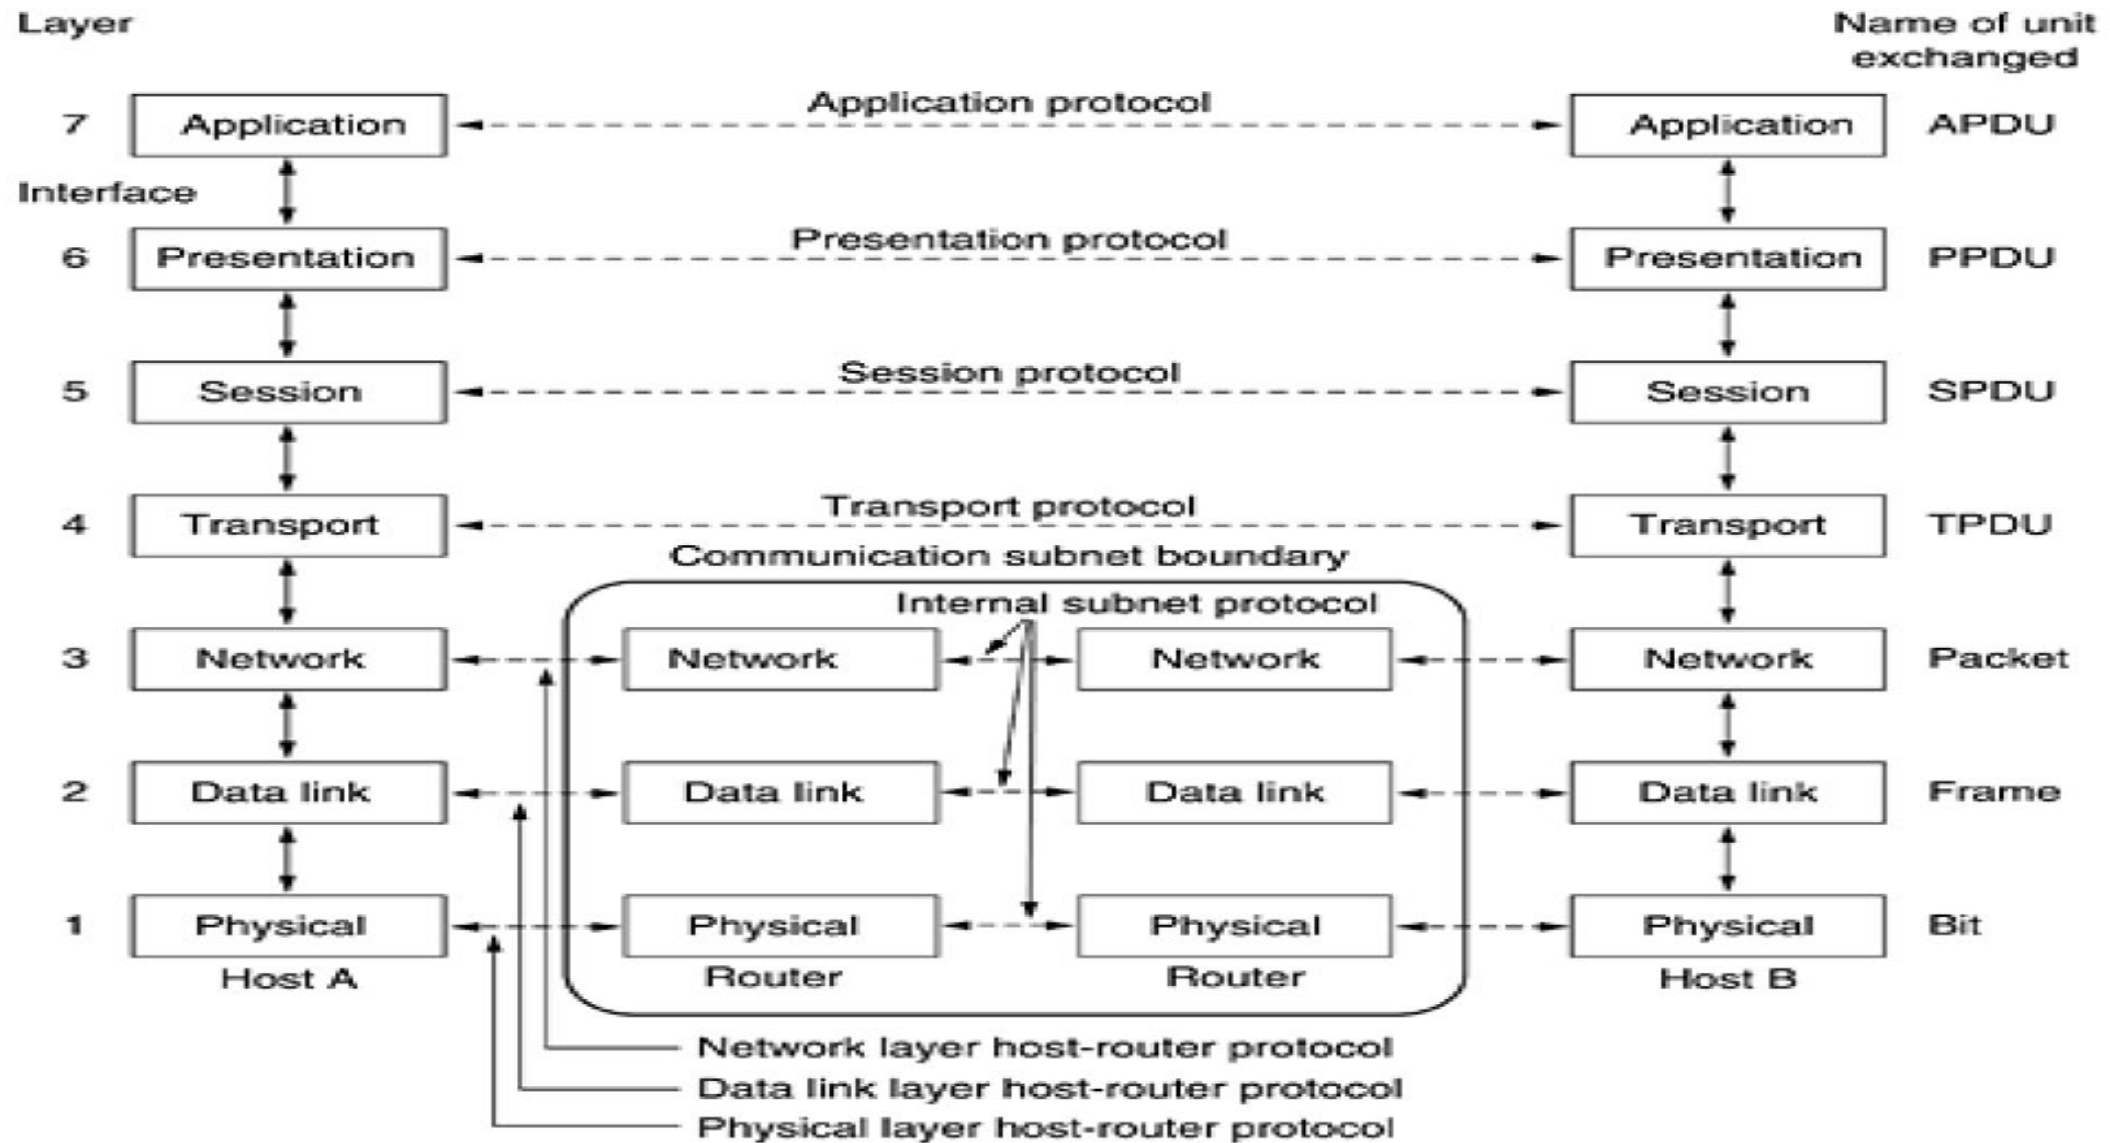 Layer
Name of unit
exchanged
Application protocol
7 Application Application APDU
Interface
Presentation protocol
6 Presentation Presentation PPDU
Session protocol
5 Session Session SPDU
Transport protocol
4 Transport Transport TPDU
Communication subnet boundary
Internal subnet protocol
3 Network Network Network Network Packet
2 Data link Data link Data link Data link Frame
1 Physical Physical Physical Physical Bit
Host A Router Router Host B
Network layer host-router protocol
Data link layer host-router protocol
Physical layer host-router protocol